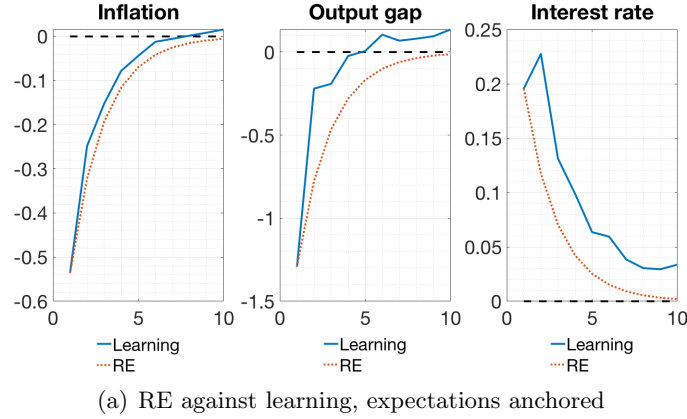 Inflation
0
-0.1
-0.2
-0.3
-0.4
-0.5
-0.6
0 5 10
Learning
RE
Output gap
0
-0.5
-1
-1.5
0 5 10
Learning
RE
Interest rate
0.25
0.2
0.15
0.1
0.05
0
0 5 10
Learning
RE
(a) RE against learning, expectations anchored